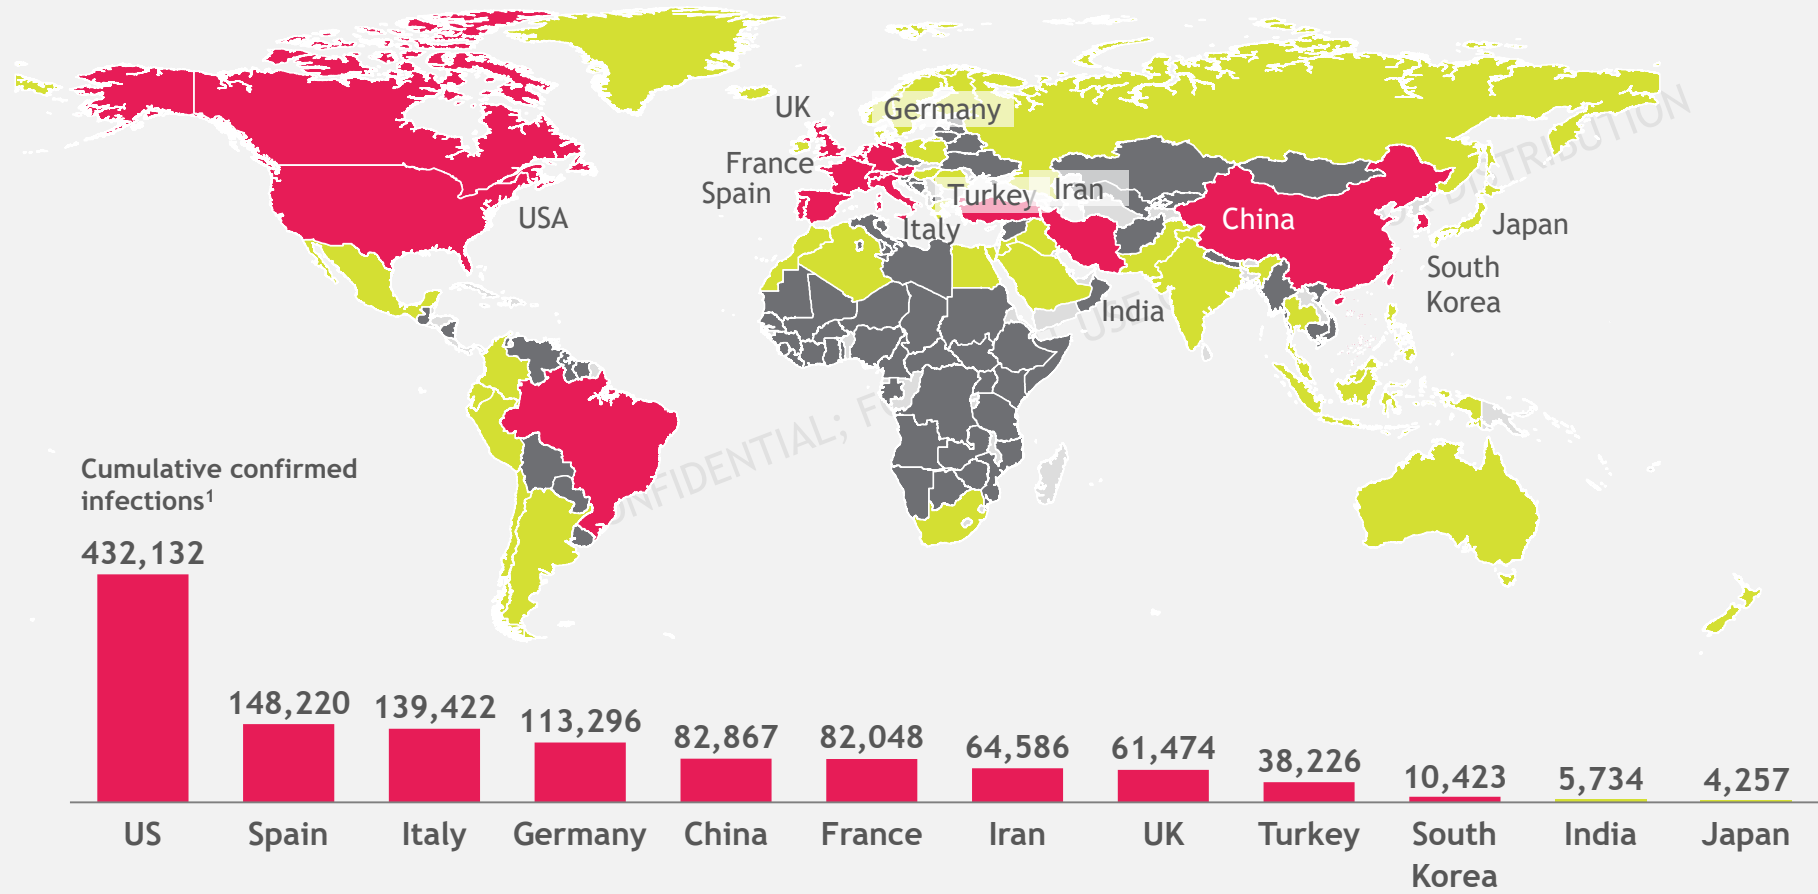 UK
Germany
France
Spain
Turkey
Iran
USA
Italy
China
Japan
South
Korea
India
Cumulative confirmed
infections¹
432,132
148,220
139,422
113,296
82,867
82,048
64,586
61,474
38,226
10,423
5,734
4,257
US
Spain
Italy
Germany
China
France
Iran
UK
Turkey
South
Korea
India
Japan